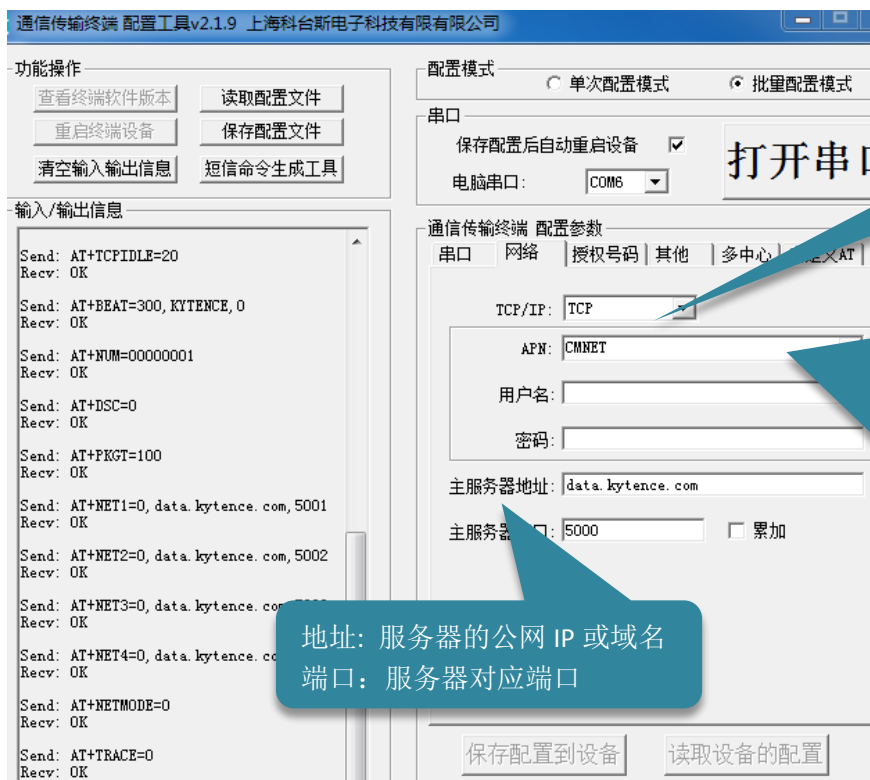 通信传输终端 配置工具v2.1.9 上海科台斯电子科技有限有限公司
功能操作
查看终端软件版本
读取配置文件
重启终端设备
保存配置文件
清空输入输出信息
短信命令生成工具
输入/输出信息
Send: AT+TCPIDLE=20
Recv: OK
Send: AT+BEAT=300, KYTENCE, 0
Recv: OK
Send: AT+NUM=00000001
Recv: OK
Send: AT+DSC=0
Recv: OK
Send: AT+PKGT=100
Recv: OK
Send: AT+NET1=0, data.kytence.com, 5001
Recv: OK
Send: AT+NET2=0, data.kytence.com, 5002
Recv: OK
Send: AT+NET3=0, data.kytence.co
Recv: OK
Send: AT+NET4=0, data.kytence.c
Recv: OK
Send: AT+NETMODE=0
Recv: OK
Send: AT+TRACE=0
Recv: OK
配置模式
单次配置模式
批量配置模式
串口
保存配置后自动重启设备
打开串
电脑串口:
COM6
通信传输终端 配置参数
串口
网络
授权号码
其他
多中心
义AT
TCP/IP: TCP
APN: CMNET
用户名:
密码:
主服务器地址: data.kytence.com
主服务器 口: 5000
累加
地址: 服务器的公网 IP 或域名
端口：服务器对应端口
保存配置到设备
读取设备的配置